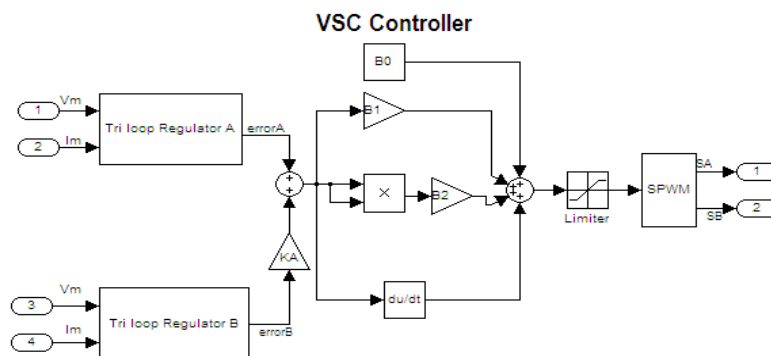 VSC Controller
B0
Vm
1
Tri loop Regulator A
errorA
B1
Im
2
+
+
×
B2
+
+
+
+
Limiter
SPWM
SA
1
SB
2
KA
Vm
3
Tri loop Regulator B
errorB
du/dt
Im
4